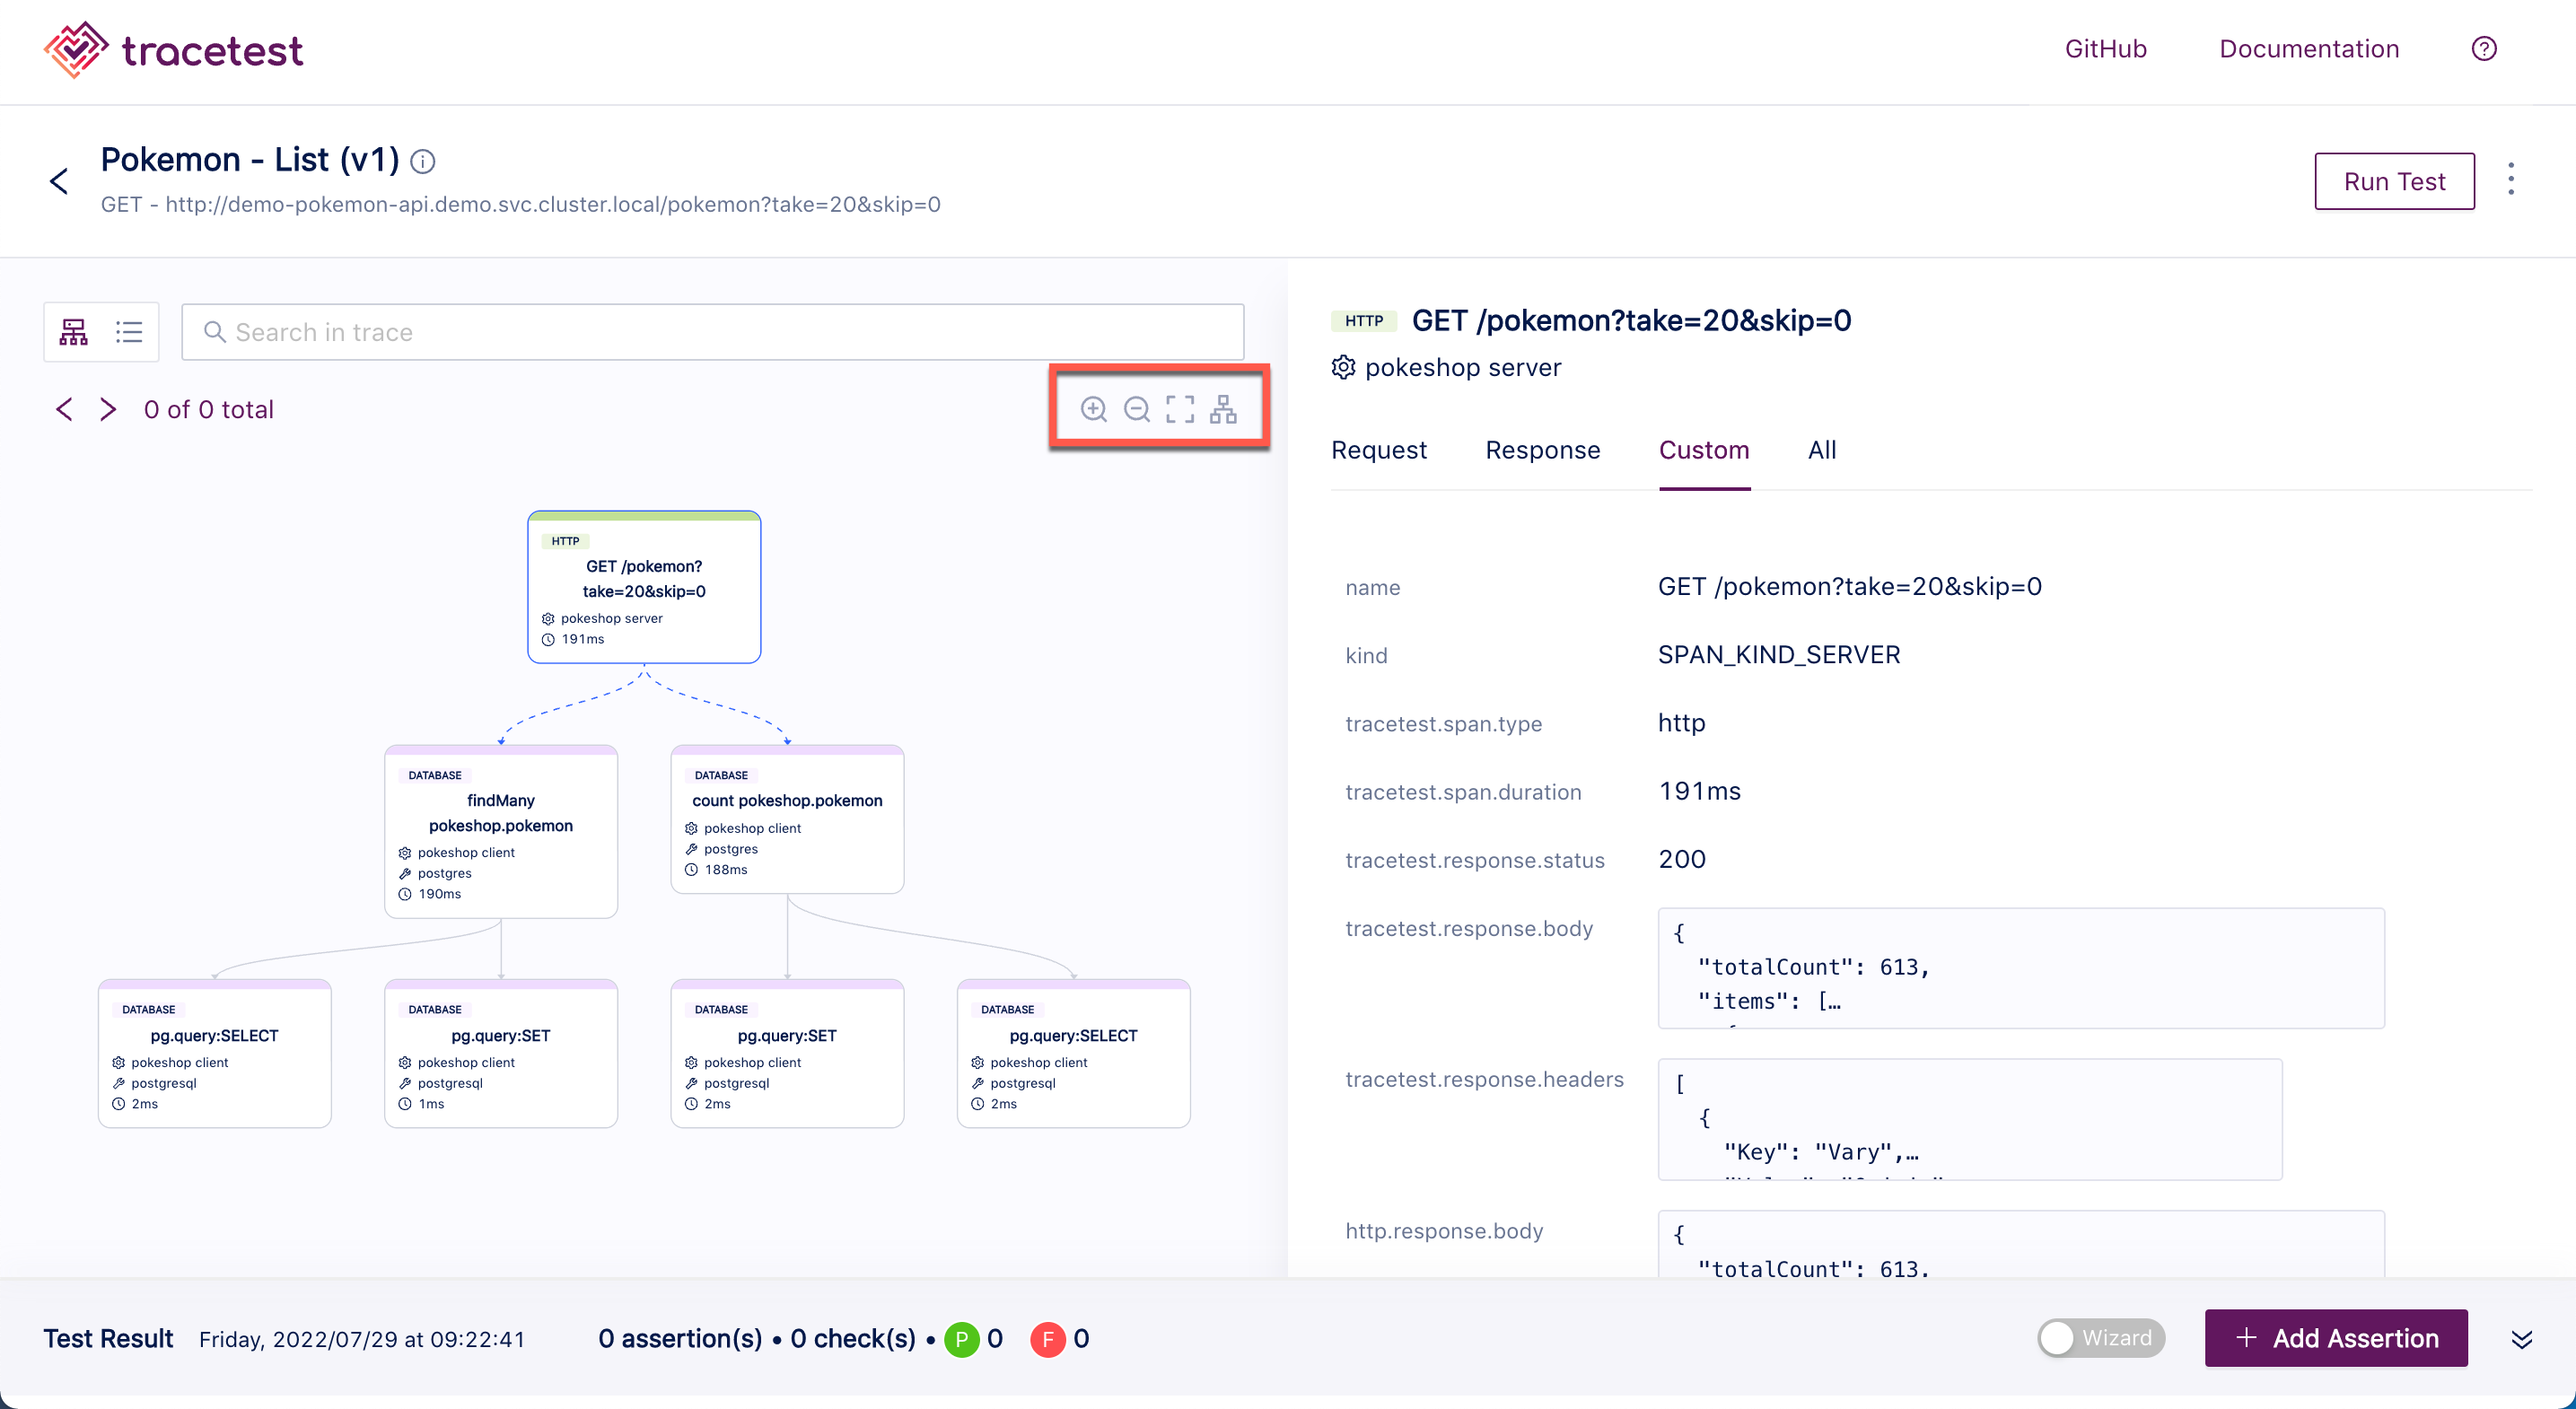 tracetest
GitHub
Documentation
Pokemon - List (v1)
GET - http://demo-pokemon-api.demo.svc.cluster.local/pokemon?take=20&skip=0
Run Test
Search in trace
0 of 0 total
HTTP
GET /pokemon?
take=20&skip=0
pokeshop server
191ms
DATABASE
findMany
pokeshop.pokemon
pokeshop client
postgres
190ms
DATABASE
count pokeshop.pokemon
pokeshop client
postgres
188ms
DATABASE
pg.query:SELECT
pokeshop client
postgresql
2ms
DATABASE
pg.query:SET
pokeshop client
postgresql
1ms
DATABASE
pg.query:SET
pokeshop client
postgresql
2ms
DATABASE
pg.query:SELECT
pokeshop client
postgresql
2ms
HTTP GET /pokemon?take=20&skip=0
pokeshop server
Request Response Custom All
name GET /pokemon?take=20&skip=0
kind SPAN_KIND_SERVER
tracetest.span.type http
tracetest.span.duration 191ms
tracetest.response.status 200
tracetest.response.body
{
"totalCount": 613,
"items": […
tracetest.response.headers
[
{
"Key": "Vary",…
http.response.body
{
"totalCount": 613,
Test Result Friday, 2022/07/29 at 09:22:41 0 assertion(s) • 0 check(s) • P 0 F 0
Wizard
+ Add Assertion